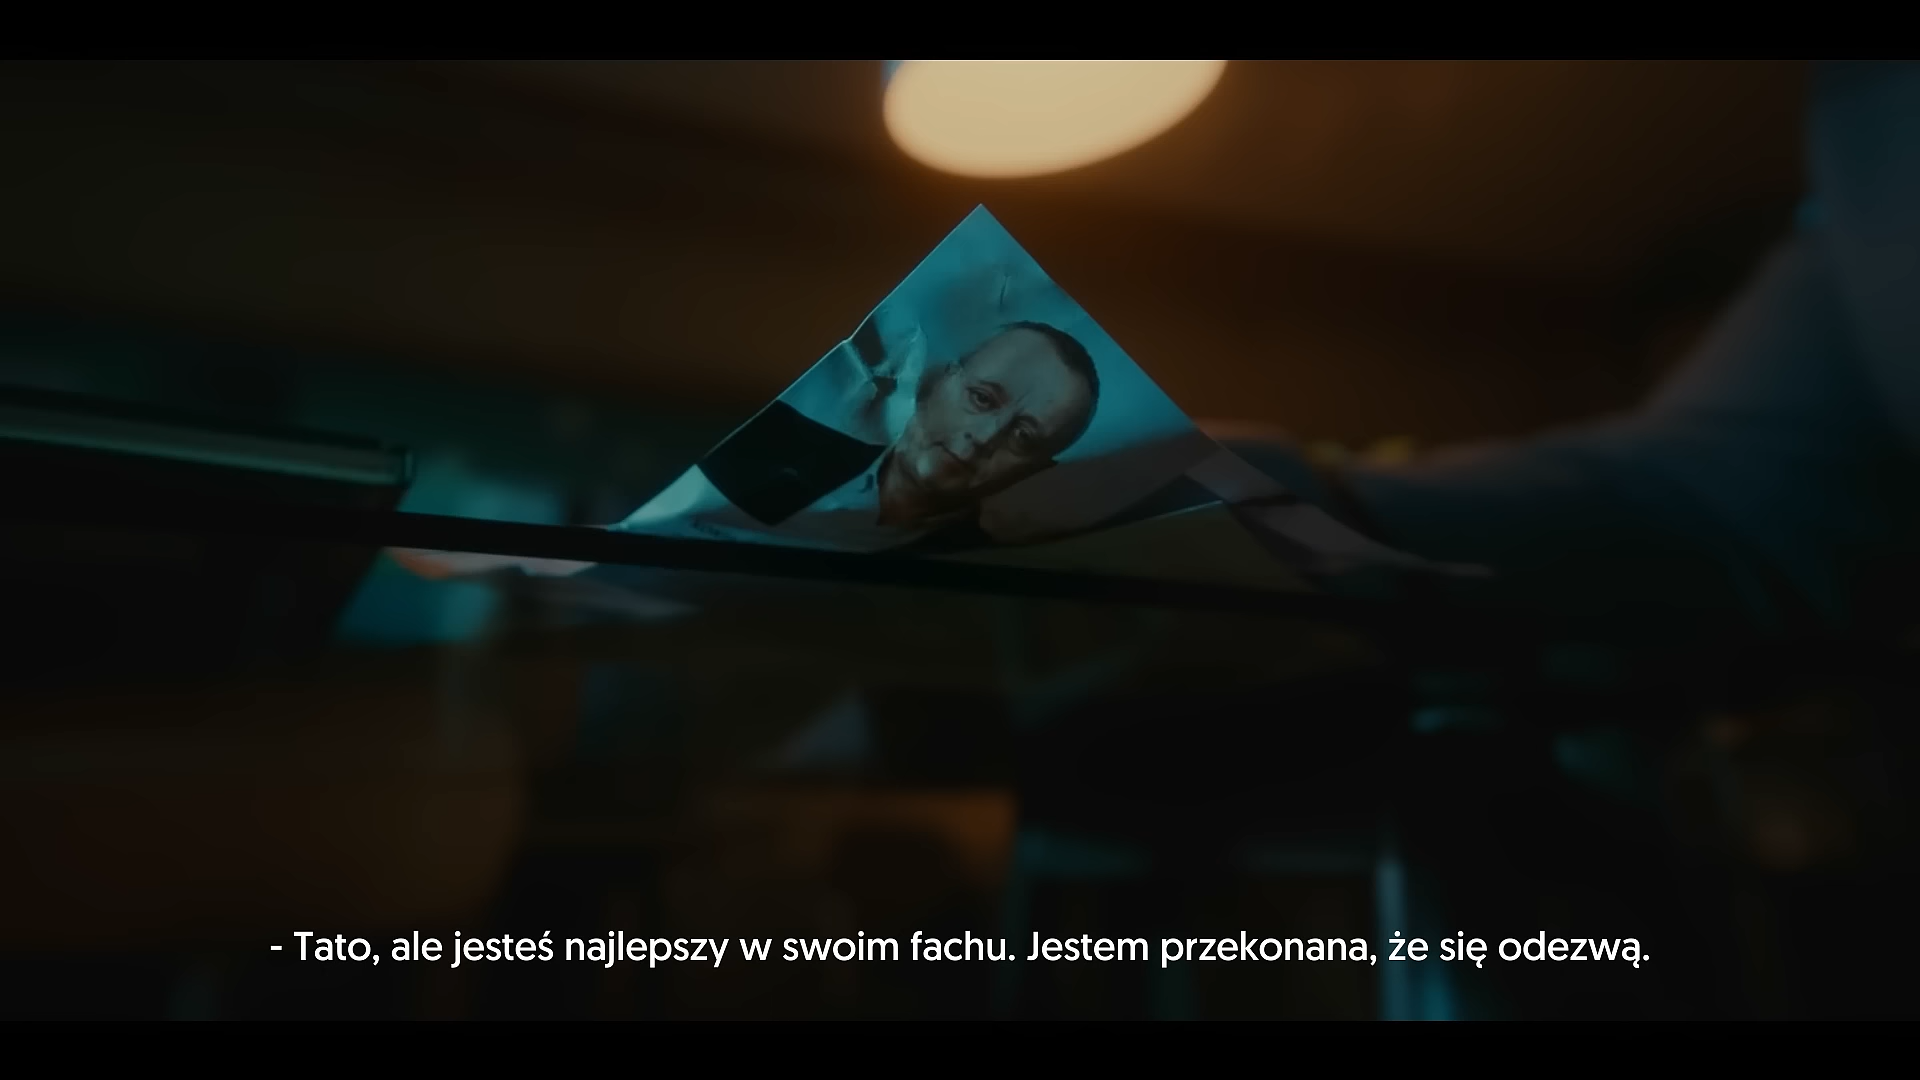 - Tato, ale jesteś najlepszy w swoim fachu. Jestem przekonana, że się odezwą.